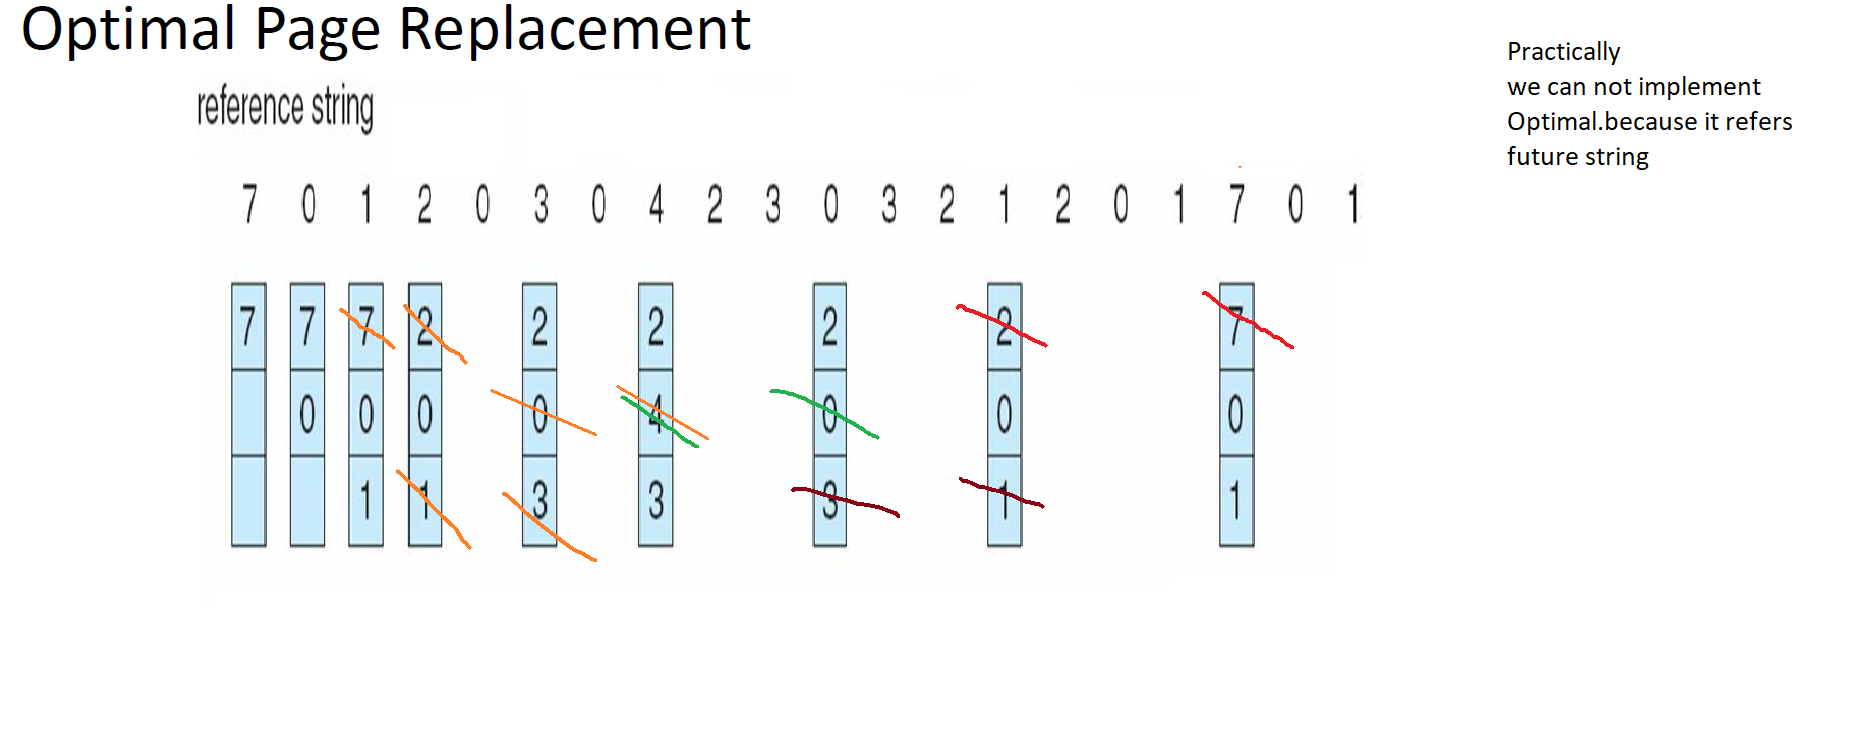 Optimal Page Replacement
Practically
we can not implement
Optimal.because it refers
future string
reference string
7 0 1 2 0 3 0 4 2 3 0 3 2 1 2 0 1 7 0 1
7 7 7 2 2 2 2 2 7
0 0 0 0 4 0 0 0
1 1 3 3 3 1 1